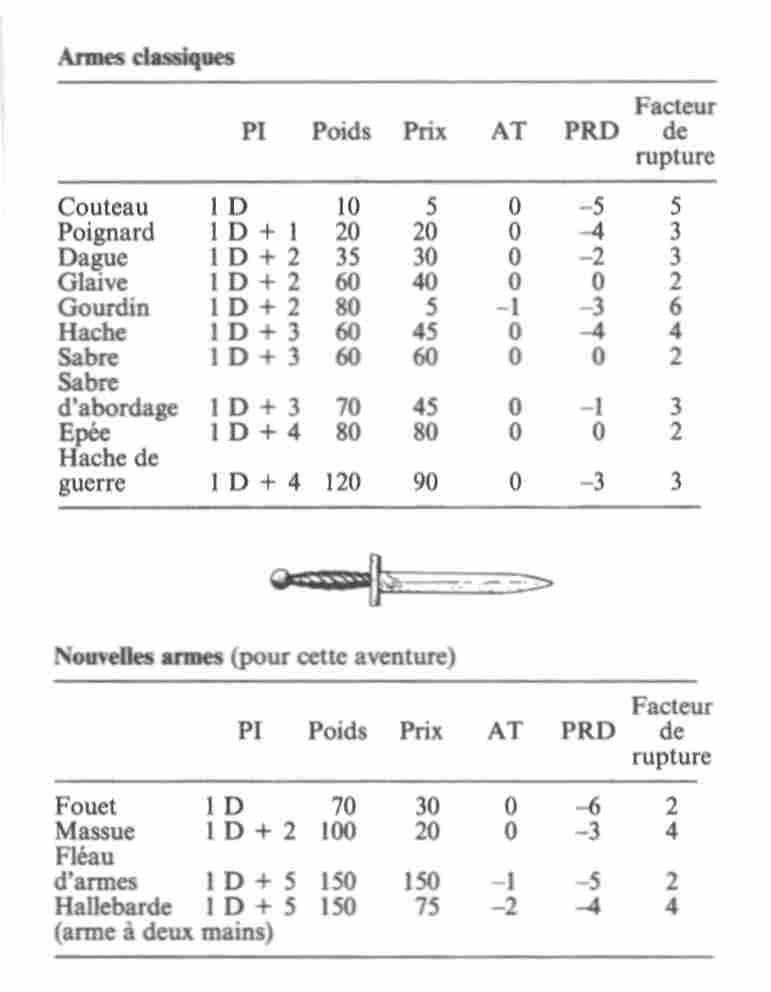 Armes classiques
Facteur
PI Poids Prix AT PRD de
rupture
Couteau 1 D 10 5 0 –5 5
Poignard 1 D + 1 20 20 0 –4 3
Dague 1 D + 2 35 30 0 –2 3
Glaive 1 D + 2 60 40 0 0 2
Gourdin 1 D + 2 80 5 –1 –3 6
Hache 1 D + 3 60 45 0 –4 4
Sabre 1 D + 3 60 60 0 0 2
Sabre
d'abordage 1 D + 3 70 45 0 –1 3
Epée 1 D + 4 80 80 0 0 2
Hache de
guerre 1 D + 4 120 90 0 –3 3
Nouvelles armes (pour cette aventure)
Facteur
PI Poids Prix AT PRD de
rupture
Fouet 1 D 70 30 0 –6 2
Massue 1 D + 2 100 20 0 –3 4
Fléau
d'armes 1 D + 5 150 150 –1 –5 2
Hallebarde 1 D + 5 150 75 –2 –4 4
(arme à deux mains)